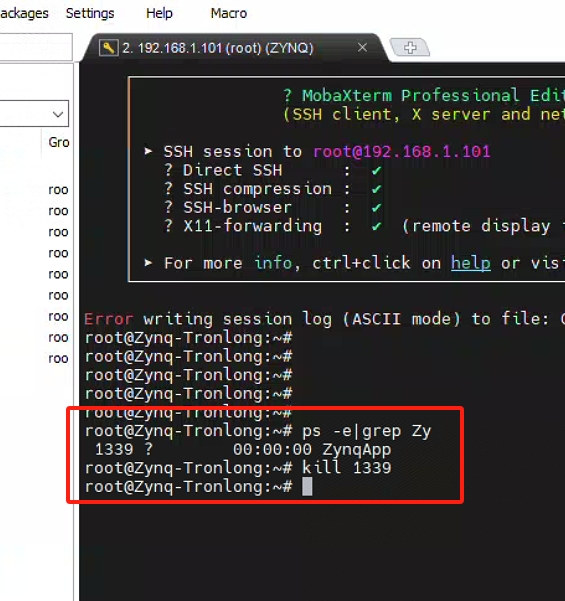 ackages Settings Help Macro
2. 192.168.1.101 (root) (ZYNQ)
? MobaXterm Professional Edit
(SSH client, X server and net
Gro
➤ SSH session to root@192.168.1.101
? Direct SSH : ✔
roo
? SSH compression : ✔
roo
? SSH-browser : ✔
roo
? X11-forwarding : ✔ (remote display
roo
➤ For more info, ctrl+click on help or vis
roo
roo
Error writing session log (ASCII mode) to file:
roo
root@Zynq-Tronlong:~#
roo
root@Zynq-Tronlong:~#
root@Zynq-Tronlong:~#
root@Zynq-Tronlong:~#
root@Zynq-Tronlong:~#
root@Zynq-Tronlong:~# ps -e|grep Zy
1339 ? 00:00:00 ZynqApp
root@Zynq-Tronlong:~# kill 1339
root@Zynq-Tronlong:~#